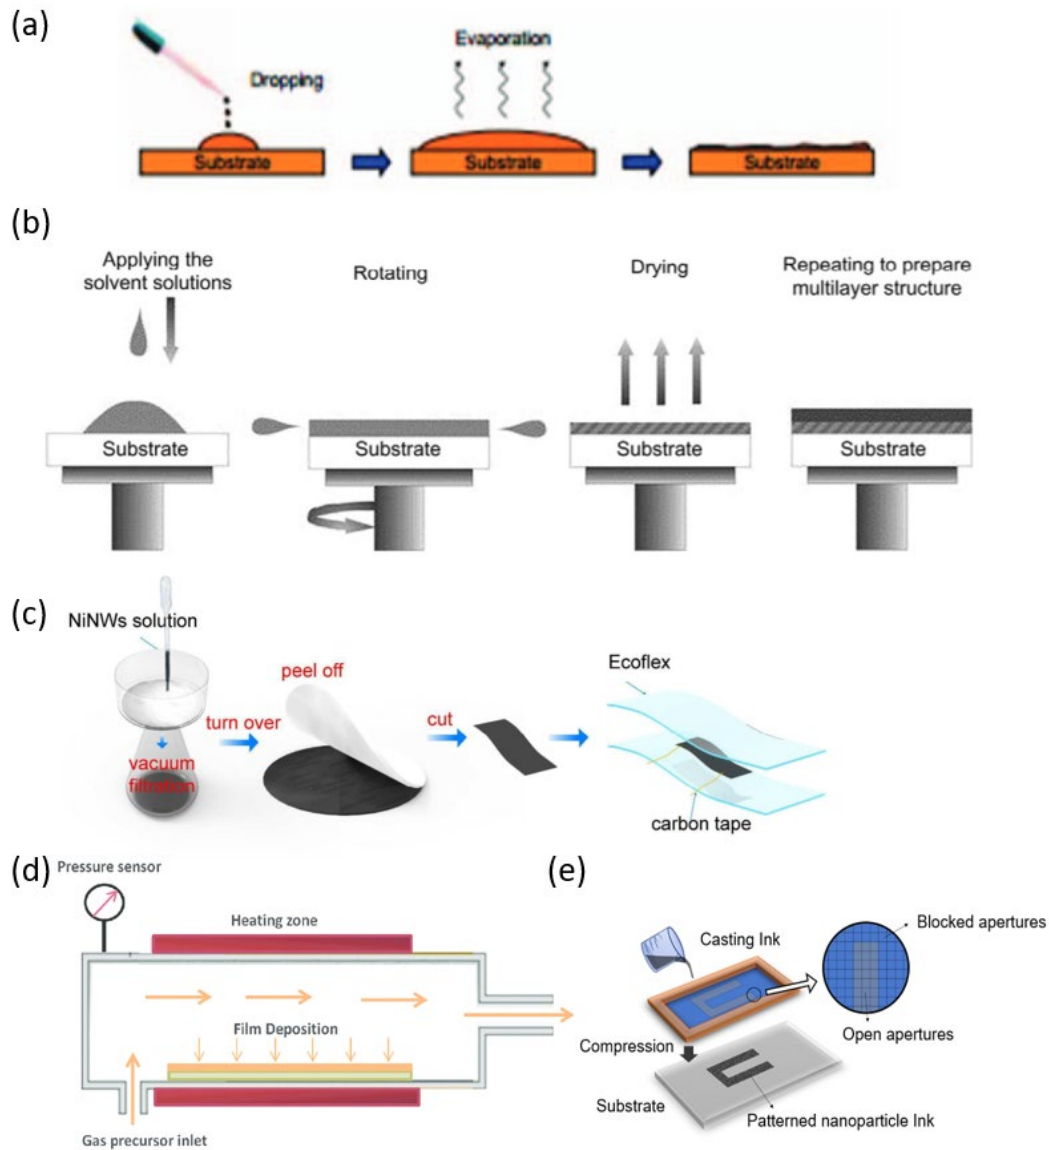 (a)
Dropping
Evaporation
Substrate
Substrate
Substrate
(b)
Applying the
solvent solutions
Rotating
Drying
Repeating to prepare
multilayer structure
Substrate
Substrate
Substrate
Substrate
(c)
NiNWs solution
vacuum
filtration
turn over
peel off
cut
Ecoflex
carbon tape
(d)
Pressure sensor
Heating zone
Film Deposition
Gas precursor inlet
(e)
Casting Ink
Blocked apertures
Open apertures
Compression
Substrate
Patterned nanoparticle Ink